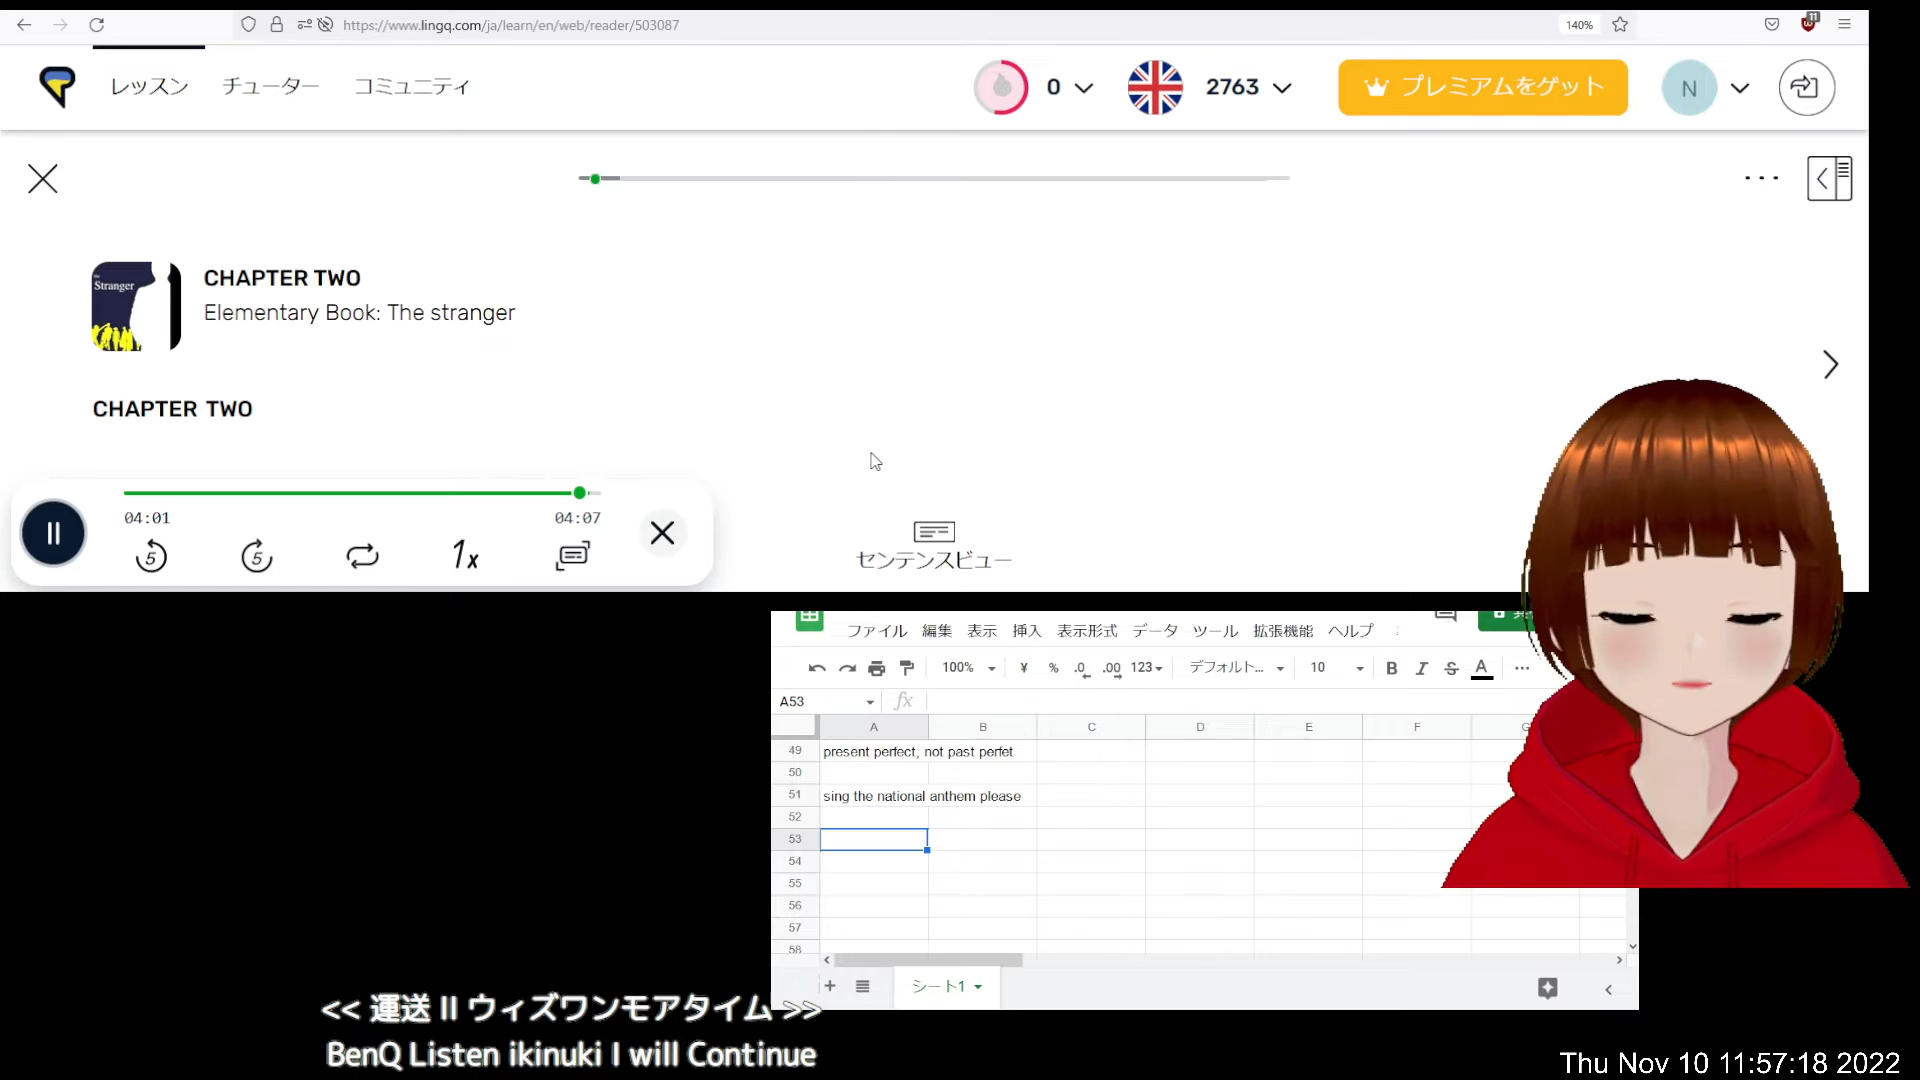 https://www.lingq.com/ja/learn/en/web/reader/503087
140%
11
レッスン
チューター
コミュニティ
0
2763
プレミアムをゲット
N
Stranger
CHAPTER TWO
Elementary Book: The stranger
CHAPTER TWO
04:01
04:07
5
5
1x
センテンスビュー
ファイル 編集 表示 挿入 表示形式 データ ツール 拡張機能 ヘルプ
100% ¥ % .0 .00 123 デフォルト... 10 B I S A
A53 fx
A B C D E F
49 present perfect, not past perfet
50
51 sing the national anthem please
52
53
54
55
56
57
58
シート1
<< 運送 II ウィズワンモアタイム >>
BenQ Listen ikinuki I will Continue
Thu Nov 10 11:57:18 2022